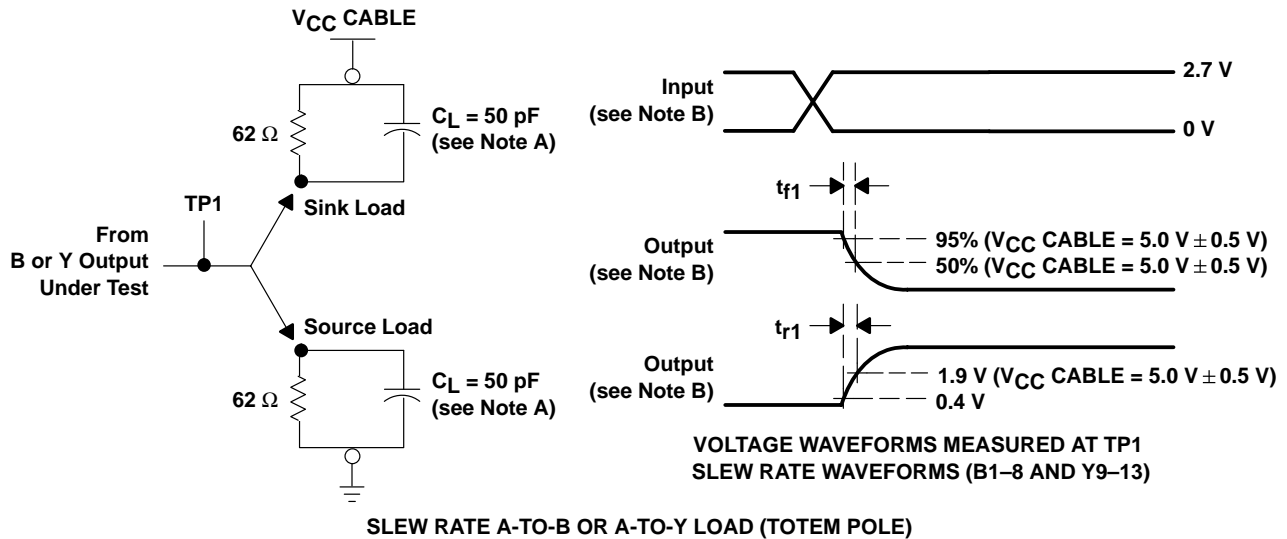 VCC CABLE
62 Ω
CL = 50 pF
(see Note A)
TP1
Sink Load
From
B or Y Output
Under Test
Source Load
62 Ω
CL = 50 pF
(see Note A)
Input
(see Note B)
2.7 V
0 V
tf1
Output
(see Note B)
95% (VCC CABLE = 5.0 V ± 0.5 V)
50% (VCC CABLE = 5.0 V ± 0.5 V)
tr1
Output
(see Note B)
1.9 V (VCC CABLE = 5.0 V ± 0.5 V)
0.4 V
VOLTAGE WAVEFORMS MEASURED AT TP1
SLEW RATE WAVEFORMS (B1–8 AND Y9–13)
SLEW RATE A-TO-B OR A-TO-Y LOAD (TOTEM POLE)